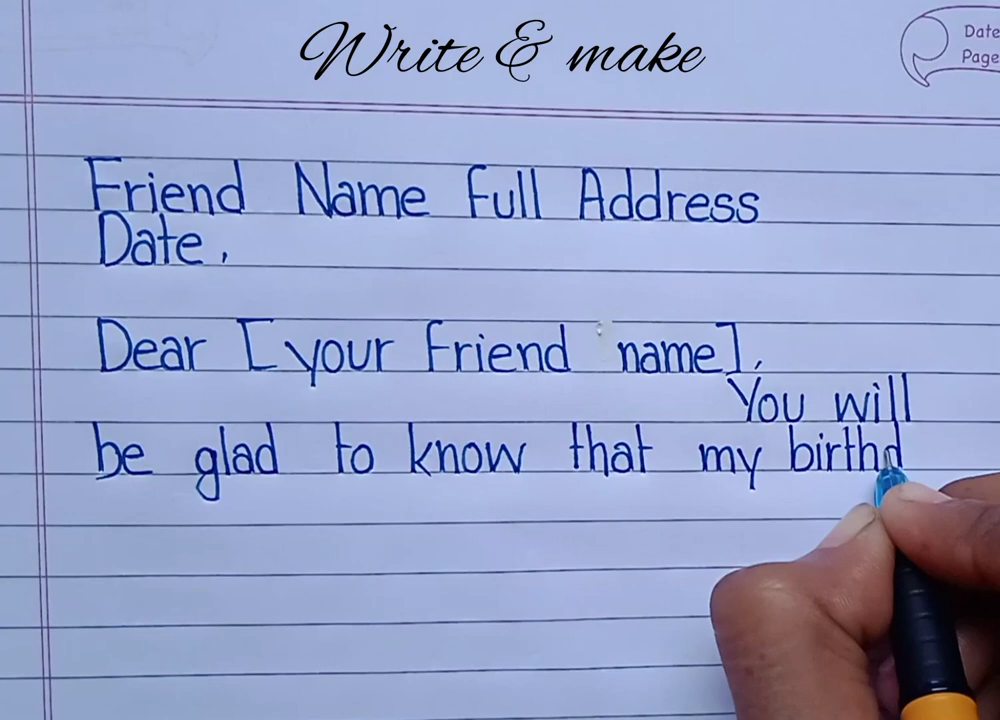 Write & make
Date
Page
Friend Name Full Address
Date,
Dear [your Friend name],
You will
be glad to know that my birthd